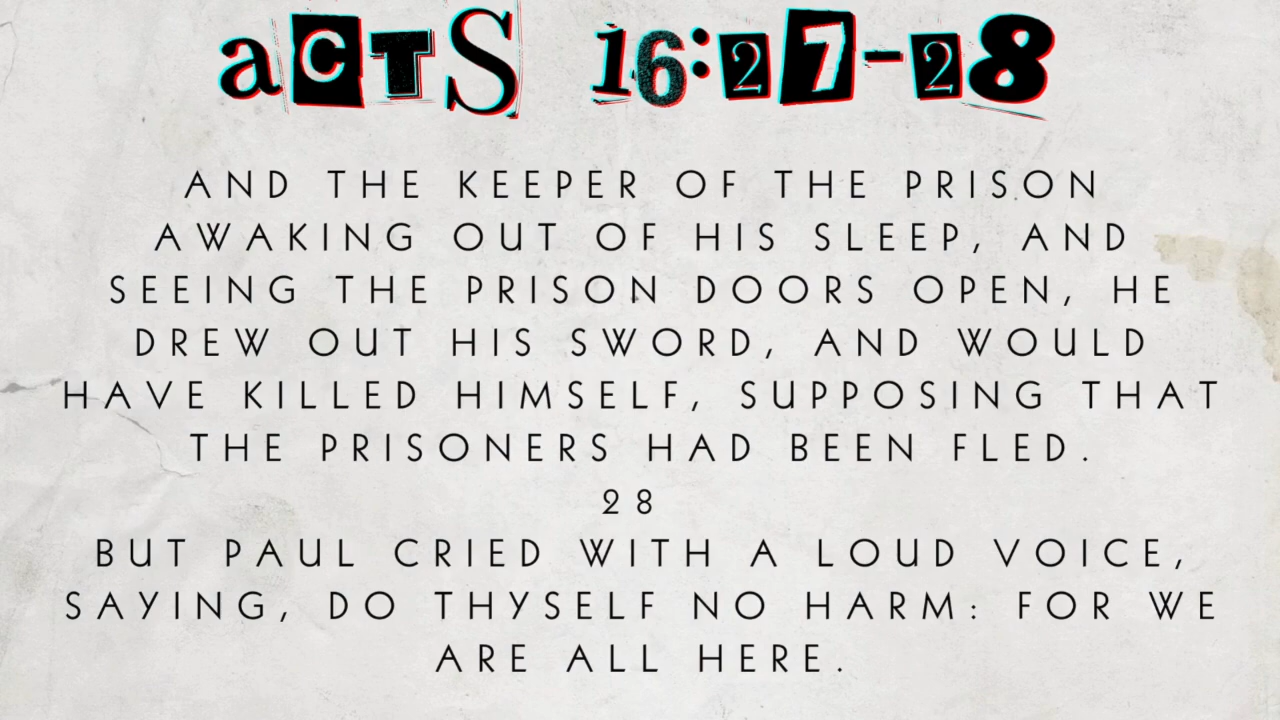 acTS 16:27-28
AND THE KEEPER OF THE PRISON
AWAKING OUT OF HIS SLEEP, AND
SEEING THE PRISON DOORS OPEN, HE
DREW OUT HIS SWORD, AND WOULD
HAVE KILLED HIMSELF, SUPPOSING THAT
THE PRISONERS HAD BEEN FLED.
28
BUT PAUL CRIED WITH A LOUD VOICE,
SAYING, DO THYSELF NO HARM: FOR WE
ARE ALL HERE.